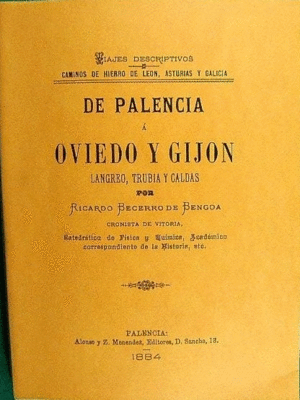 VIAJES DESCRIPTIVOS
CAMINOS DE HIERRO DE LEON, ASTURIAS Y GALICIA
DE PALENCIA
Á
OVIEDO Y GIJON
LANGREO, TRUBIA Y CALDAS
POR
RICARDO BECERRO DE BENGOA
CRONISTA DE VITORIA,
Catedrático de Física y Química, Académico
correspondiente de la Historia, etc.
PALENCIA:
Alonso y Z. Menendez, Editores, D. Sancho, 13.
1884